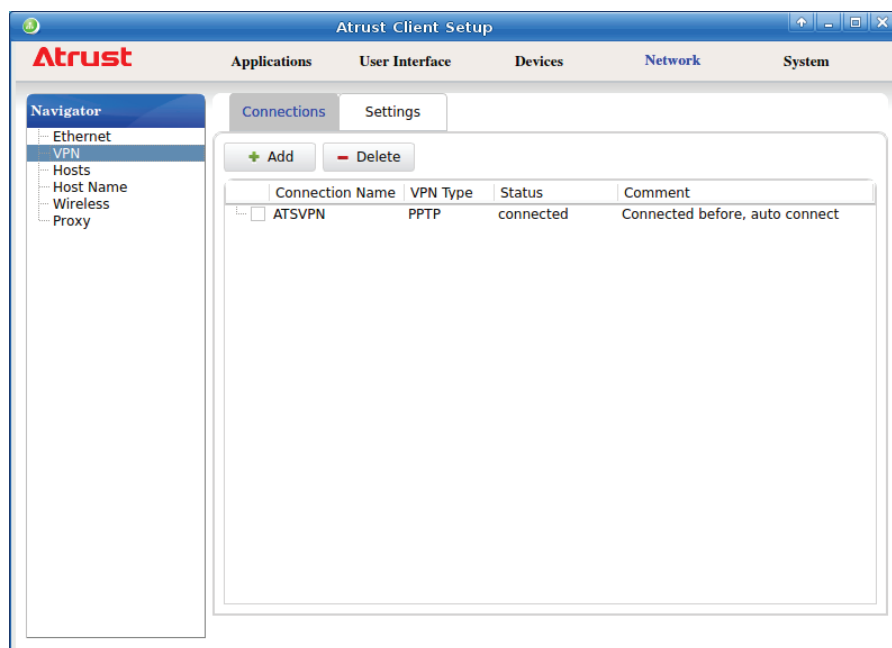 Atrust Client Setup
Atrust
Applications User Interface Devices Network System
Navigator
Ethernet
VPN
Hosts
Host Name
Wireless
Proxy
Connections Settings
Add Delete
Connection Name VPN Type Status Comment
ATSVPN PPTP connected Connected before, auto connect